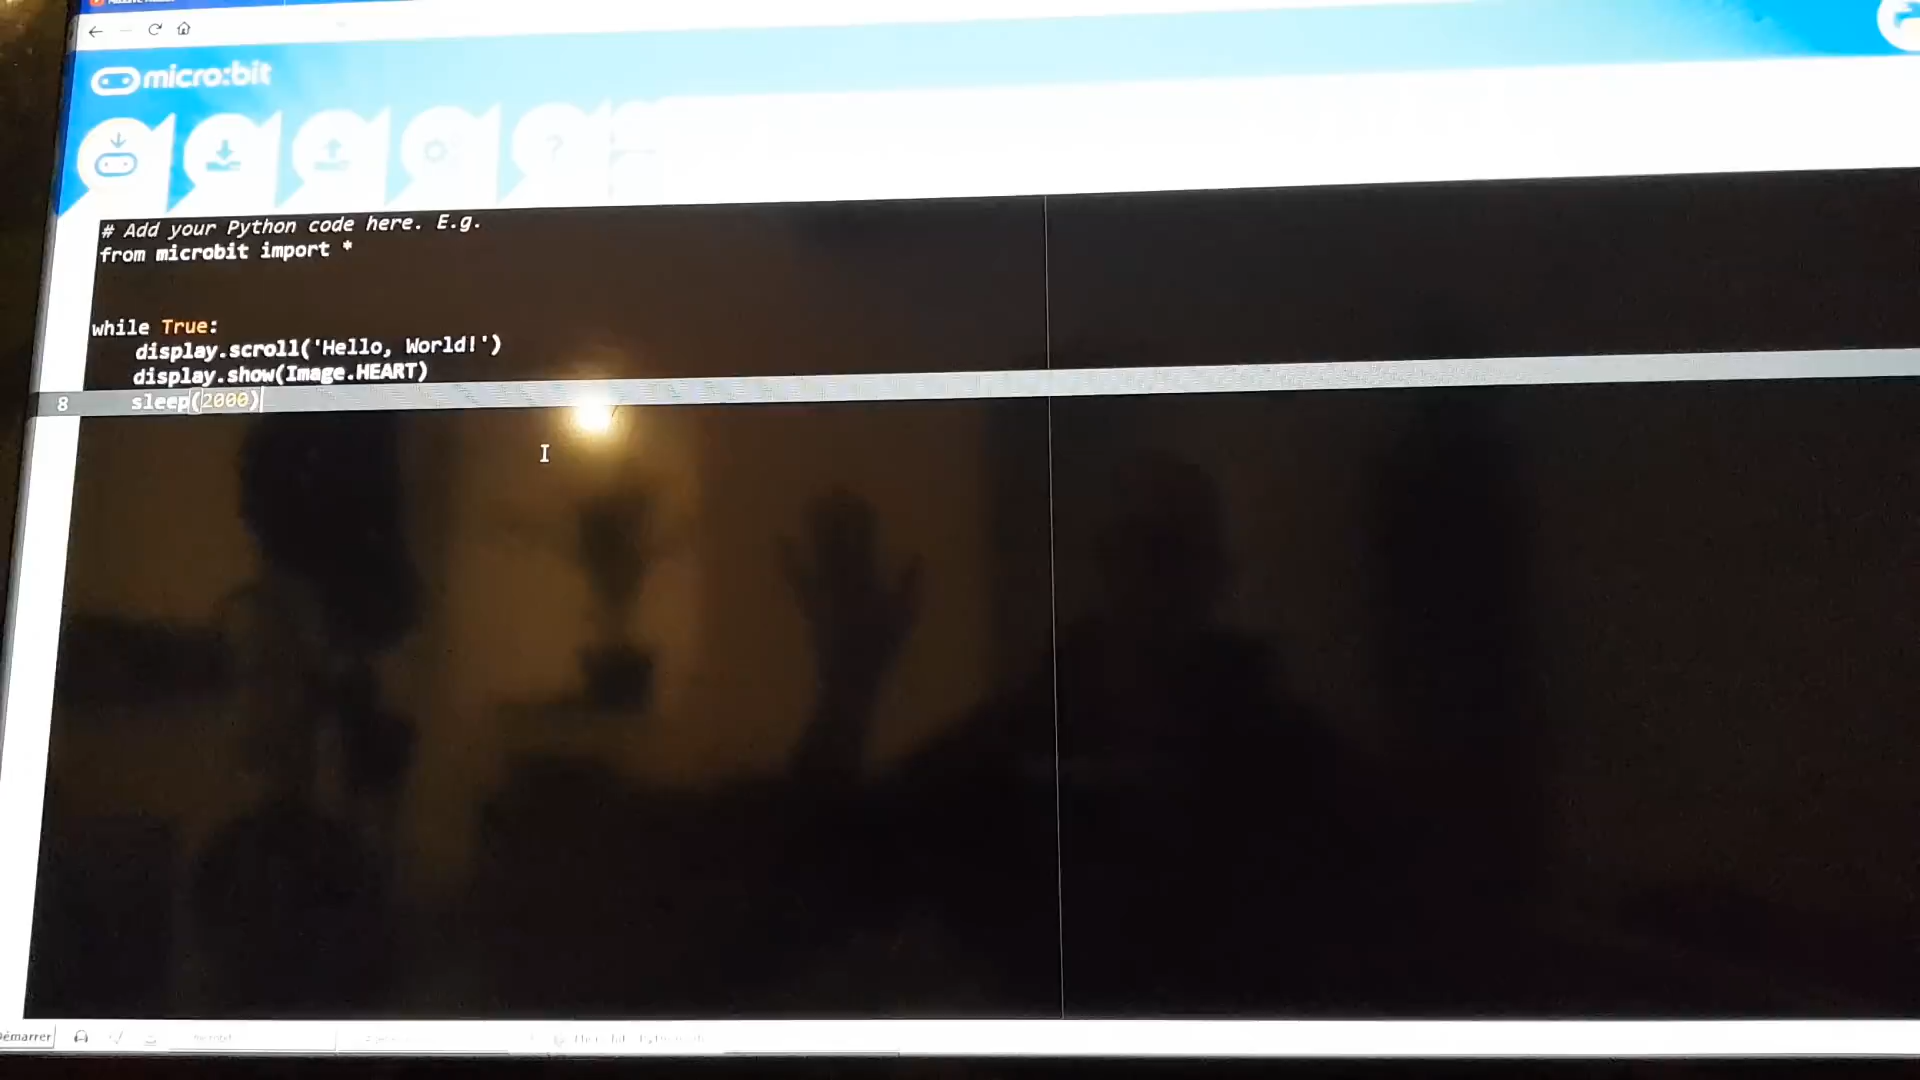 micro:bit
?
# Add your Python code here. E.g.
from microbit import *
while True:
display.scroll('Hello, World!')
display.show(Image.HEART)
8 sleep(2000)
Démarrer